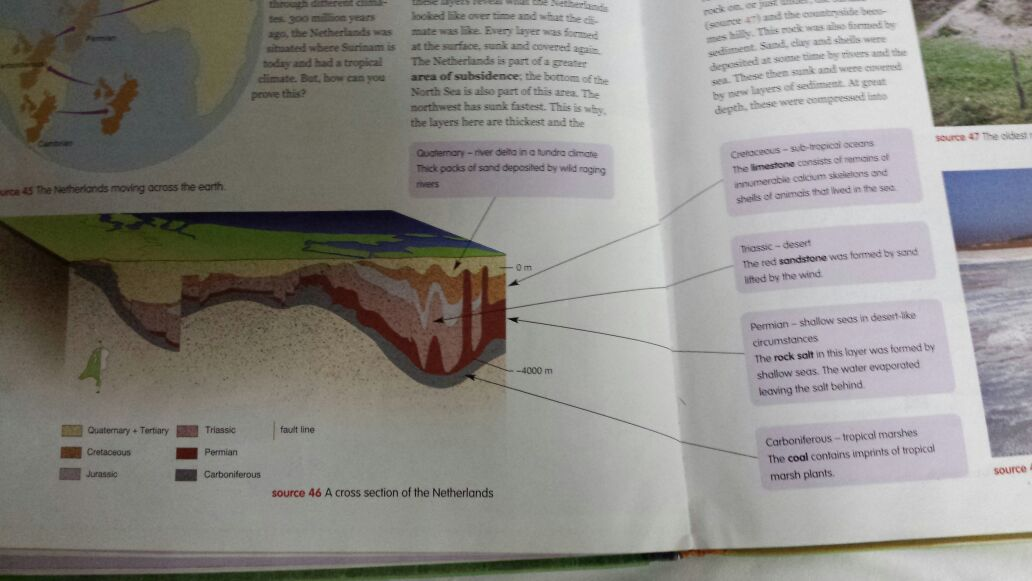 through different clima-
tes. 300 million years
ago, the Netherlands was
situated where Surinam is
today and had a tropical
climate. But, how can you
prove this?
Permian
Cambrian
source 45 The Netherlands moving across the earth.
these layers reveal what the Netherlands
looked like over time and what the cli-
mate was like. Every layer was formed
at the surface, sunk and covered again.
The Netherlands is part of a greater
area of subsidence; the bottom of the
North Sea is also part of this area. The
northwest has sunk fastest. This is why,
the layers here are thickest and the
rock on, or just under, the
(source 47) and the countryside beco-
mes hilly. This rock was also formed by
sediment. Sand, clay and shells were
deposited at some time by rivers and the
sea. These then sunk and were covered
by new layers of sediment. At great
depth, these were compressed into
source 47 The oldest
Quaternary – river delta in a tundra climate
Thick packs of sand deposited by wild raging
rivers
Cretaceous – sub-tropical oceans
The limestone consists of remains of
innumerable calcium skeletons and
shells of animals that lived in the sea.
Triassic – desert
The red sandstone was formed by sand
lifted by the wind.
Permian – shallow seas in desert-like
circumstances
The rock salt in this layer was formed by
shallow seas. The water evaporated
leaving the salt behind.
Carboniferous – tropical marshes
The coal contains imprints of tropical
marsh plants.
0 m
–4000 m
Quaternary + Tertiary
Cretaceous
Jurassic
Triassic
Permian
Carboniferous
fault line
source 46 A cross section of the Netherlands
source